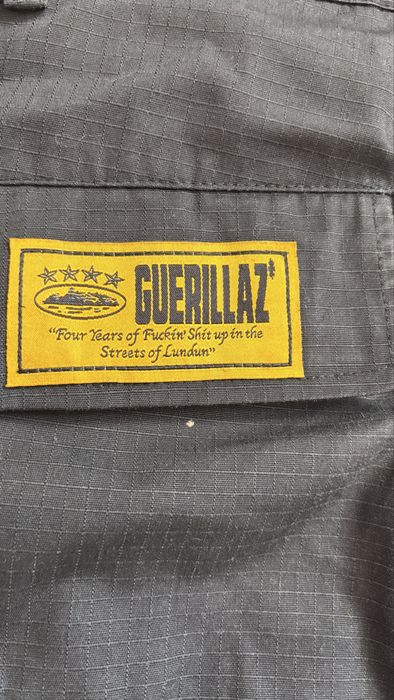 GUERILLAZ
“Four Years of Fuckin' Shit up in the
Streets of Lundun”